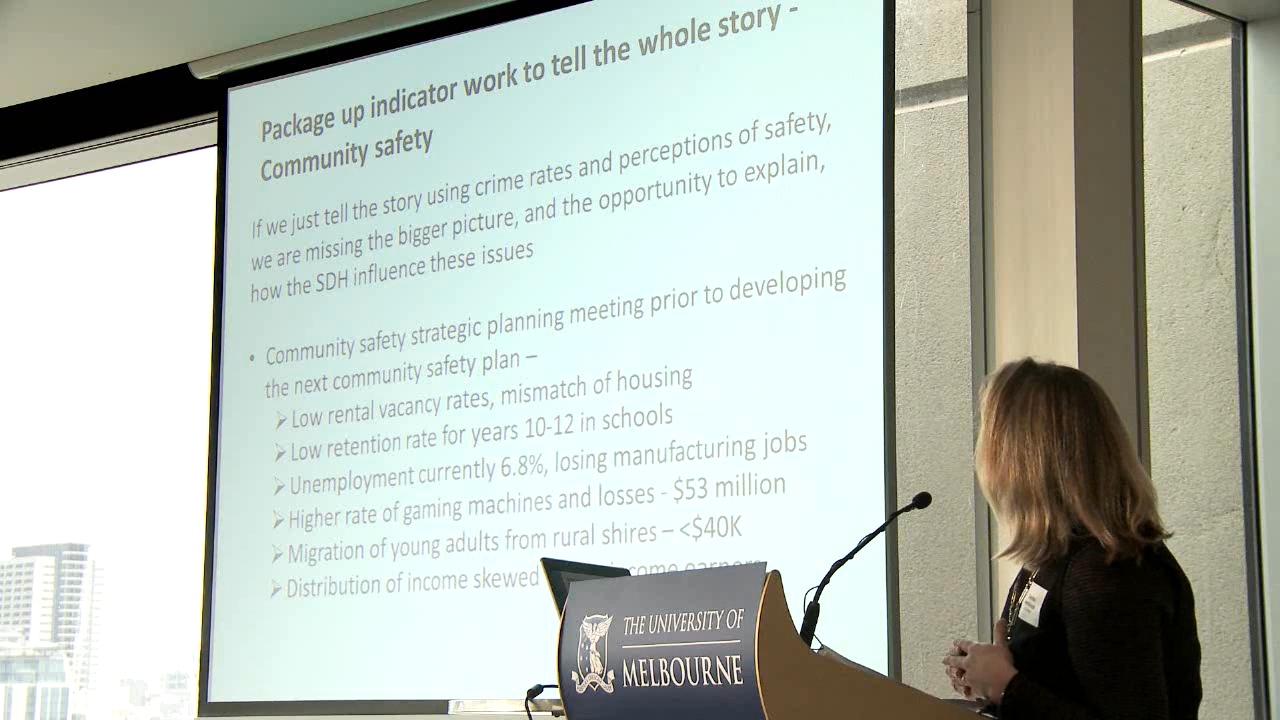 Package up indicator work to tell the whole story -
Community safety
If we just tell the story using crime rates and perceptions of safety,
we are missing the bigger picture, and the opportunity to explain,
how the SDH influence these issues
• Community safety strategic planning meeting prior to developing
the next community safety plan –
➢ Low rental vacancy rates, mismatch of housing
➢ Low retention rate for years 10-12 in schools
➢ Unemployment currently 6.8%, losing manufacturing jobs
➢ Higher rate of gaming machines and losses - $53 million
➢ Migration of young adults from rural shires – <$40K
➢ Distribution of income skewed income earners
THE UNIVERSITY OF
MELBOURNE